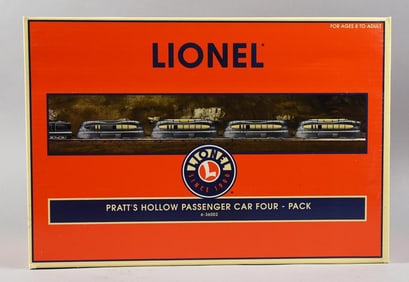 FOR AGES 8 TO ADULT
LIONEL
LIONEL
SINCE 1900
PRATT'S HOLLOW PASSENGER CAR FOUR - PACK
6-36002